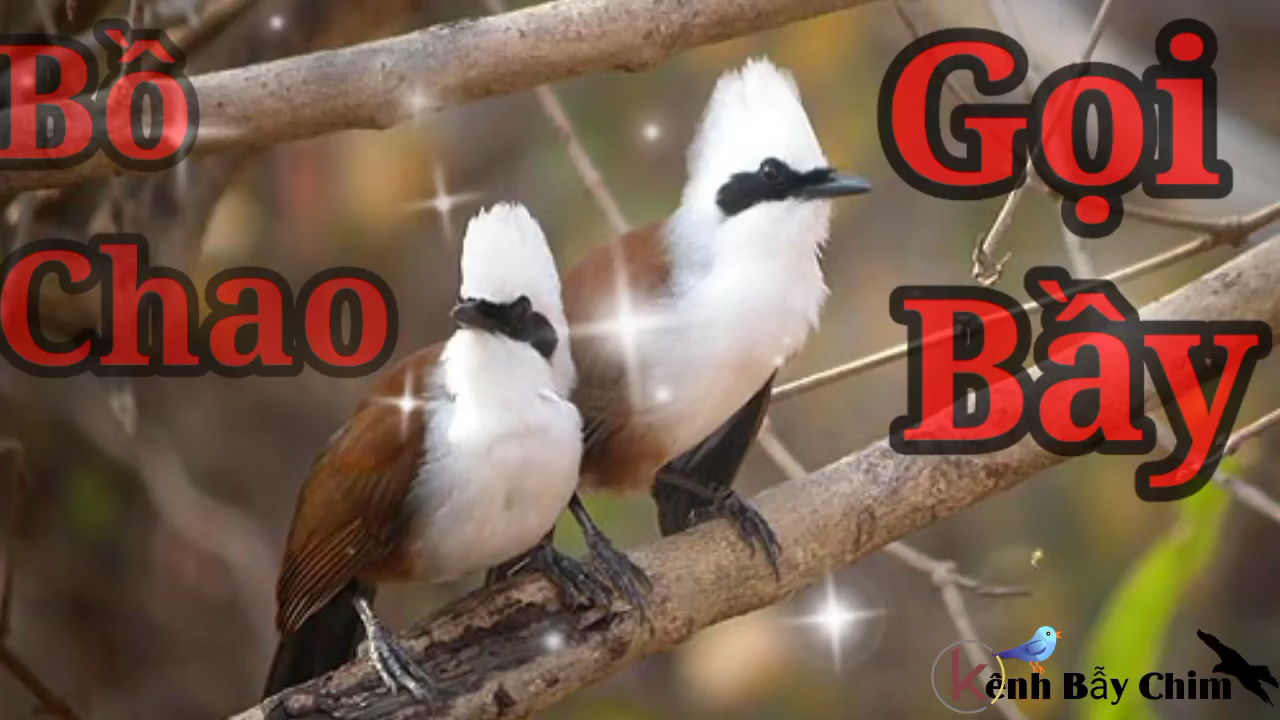 Bồ
Chao
Gọi
Bầy
Kênh Bẫy Chim